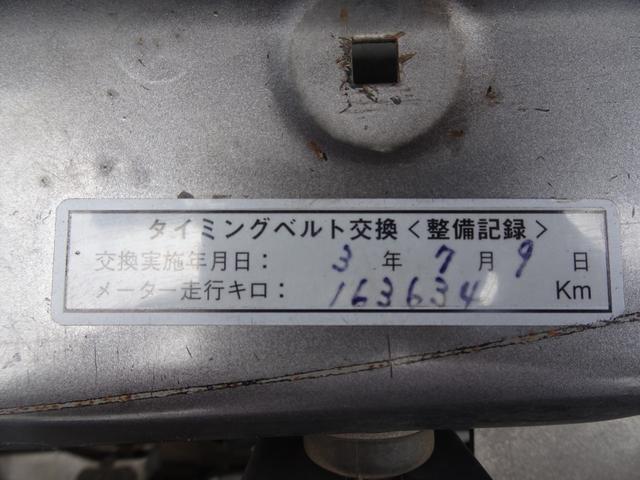 タイミングベルト交換＜整備記録＞
交換実施年月日： 3 年 7 月 9 日
メーター走行キロ： 163634 Km